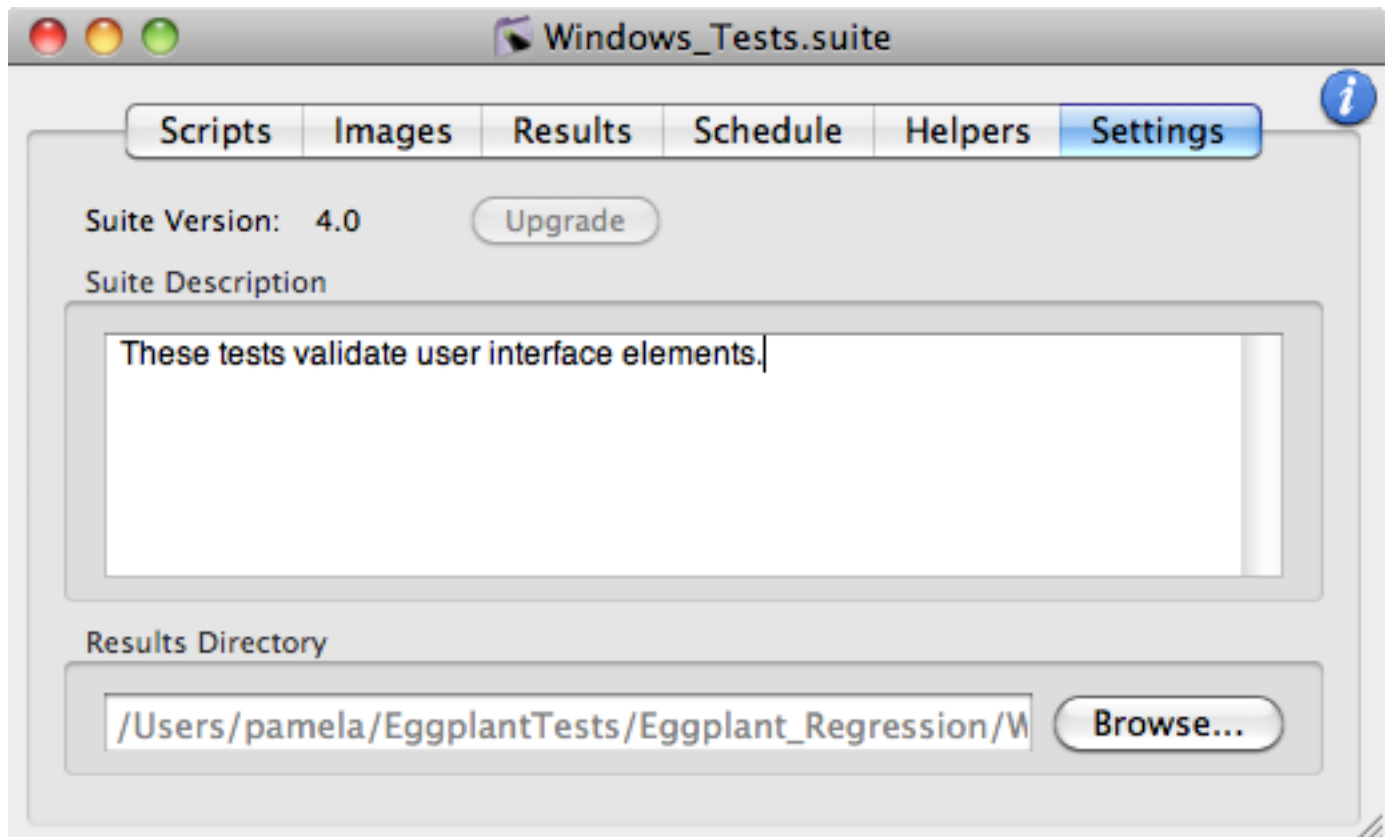 Windows_Tests.suite
Scripts Images Results Schedule Helpers Settings
Suite Version: 4.0 Upgrade
Suite Description
These tests validate user interface elements.
Results Directory
/Users/pamela/EggplantTests/Eggplant_Regression/W Browse...